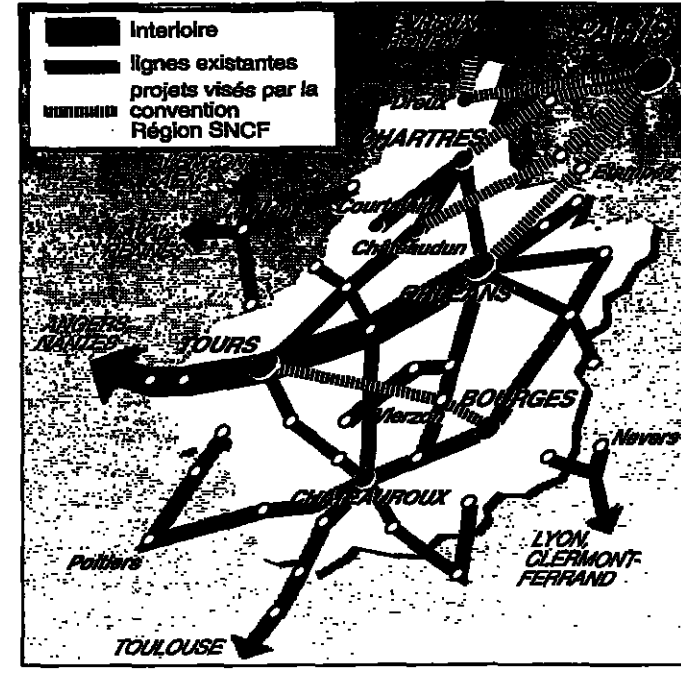 Interloire
lignes existantes
projets visés par la
convention
Région SNCF
PARIS
Dreux
CHARTRES
Etampes
Courtalain
Châteaudun
ORLEANS
ANGERS,
NANTES
TOURS
BOURGES
Vierzon
Nevers
CHATEAUROUX
Poitiers
LYON,
CLERMONT-
FERRAND
TOULOUSE